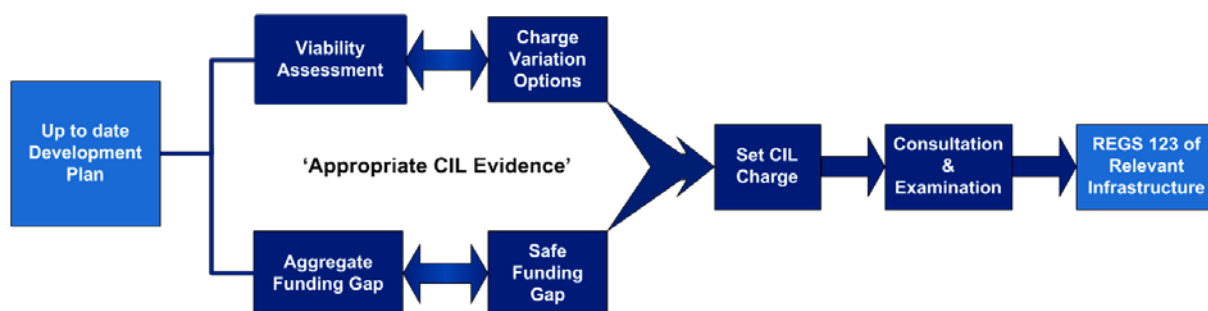 Up to date
Development
Plan
Viability
Assessment
Charge
Variation
Options
'Appropriate CIL Evidence'
Aggregate
Funding Gap
Safe
Funding
Gap
Set CIL
Charge
Consultation
&
Examination
REGS 123 of
Relevant
Infrastructure